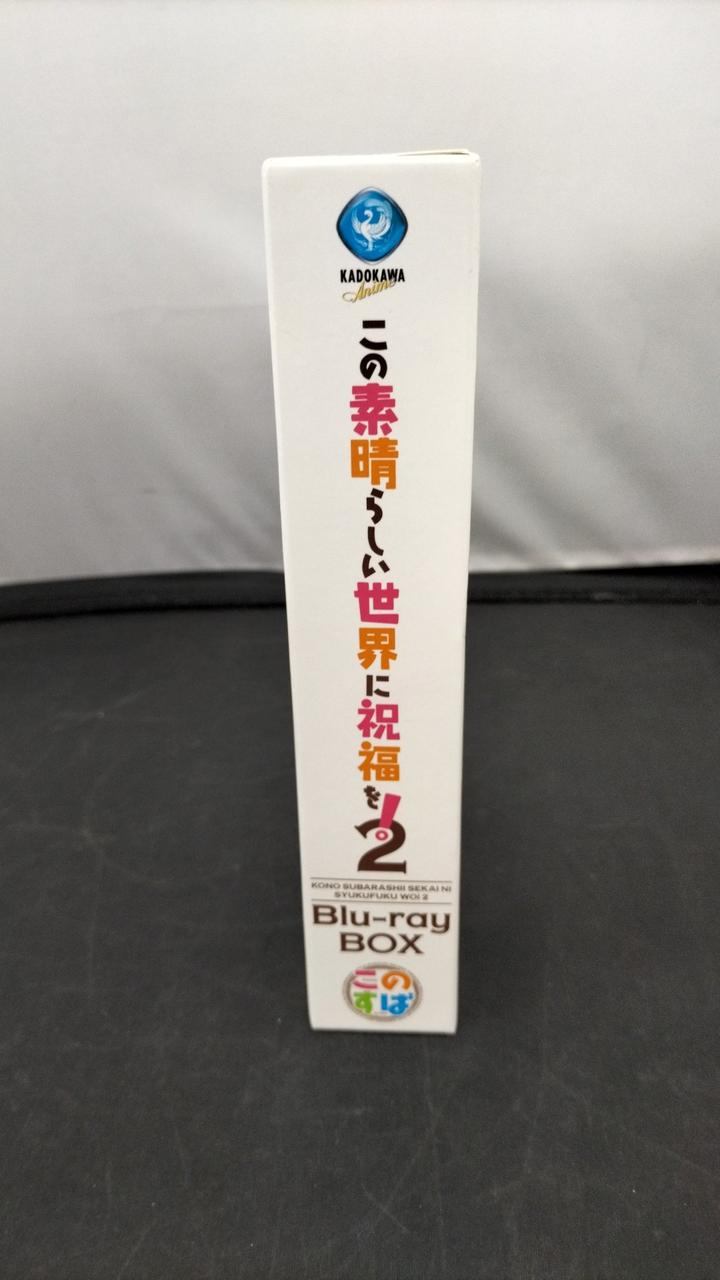 KADOKAWA
Anime
この素晴らしい世界に祝福を!2
KONO SUBARASHII SEKAI NI
SYUKUFUKU WO! 2
Blu-ray
BOX
この
すば